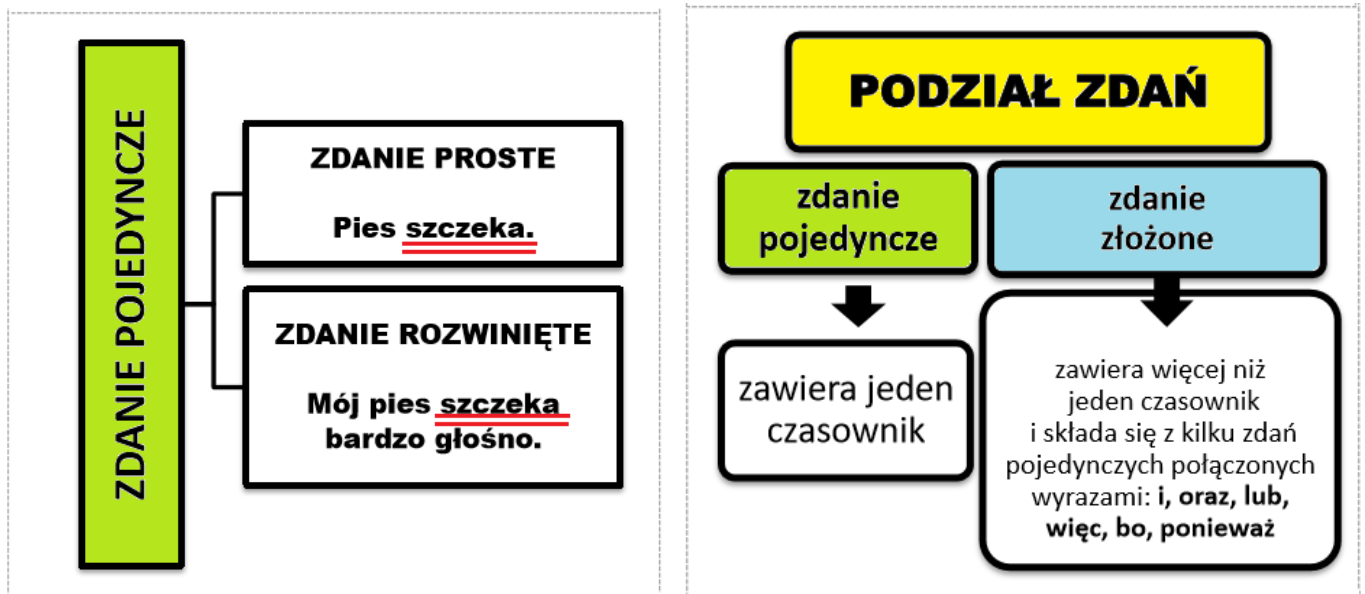 ZDANIE POJEDYNCZE
ZDANIE PROSTE
Pies szczeka.
ZDANIE ROZWINIĘTE
Mój pies szczeka
bardzo głośno.
PODZIAŁ ZDAŃ
zdanie
pojedyncze
zdanie
złożone
zawiera jeden
czasownik
zawiera więcej niż
jeden czasownik
i składa się z kilku zdań
pojedynczych połączonych
wyrazami: i, oraz, lub,
więc, bo, ponieważ